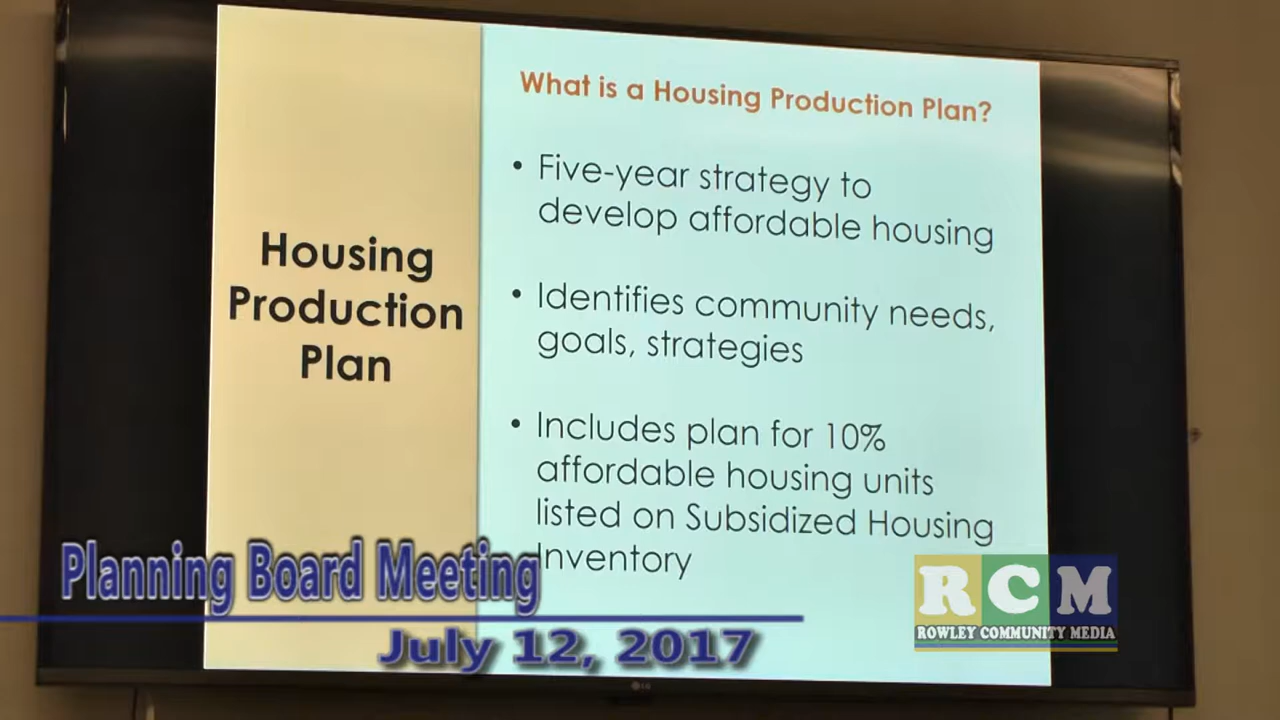 What is a Housing Production Plan?
Housing
Production
Plan
• Five-year strategy to
develop affordable housing
• Identifies community needs,
goals, strategies
• Includes plan for 10%
affordable housing units
listed on Subsidized Housing
Inventory
Planning Board Meeting
July 12, 2017
RCM
ROWLEY COMMUNITY MEDIA
LG